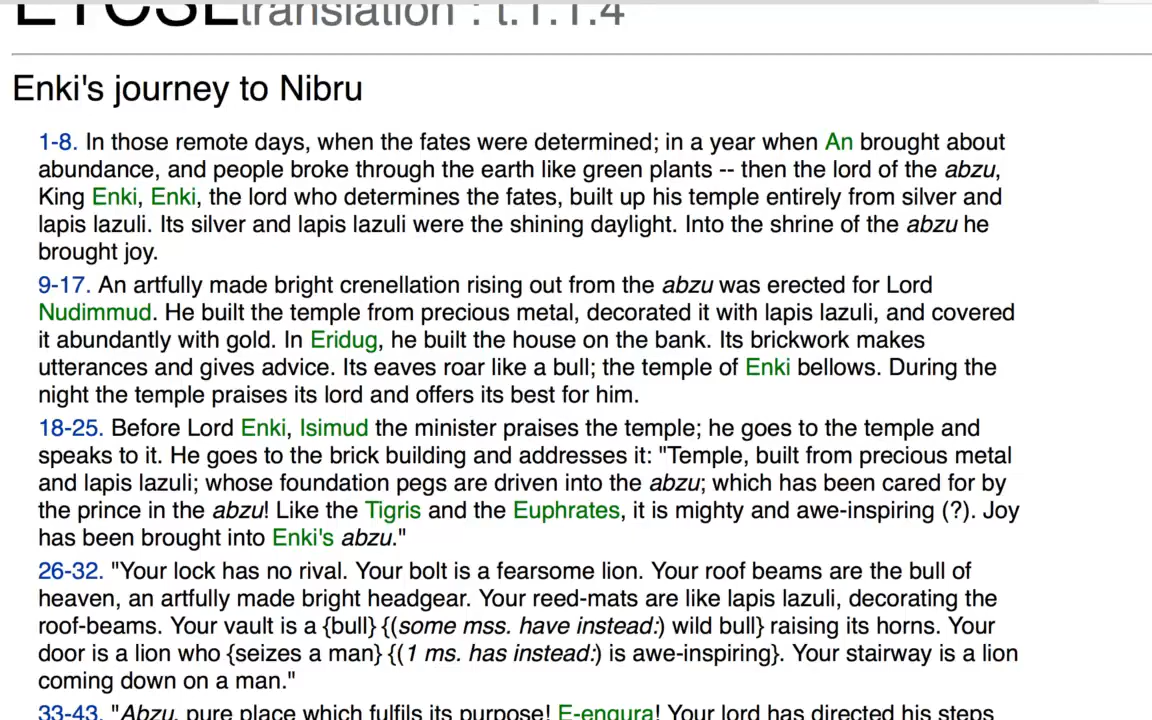 ETCSLtranslation : t.1.1.4
Enki's journey to Nibru
1-8. In those remote days, when the fates were determined; in a year when An brought about
abundance, and people broke through the earth like green plants -- then the lord of the abzu,
King Enki, Enki, the lord who determines the fates, built up his temple entirely from silver and
lapis lazuli. Its silver and lapis lazuli were the shining daylight. Into the shrine of the abzu he
brought joy.
9-17. An artfully made bright crenellation rising out from the abzu was erected for Lord
Nudimmud. He built the temple from precious metal, decorated it with lapis lazuli, and covered
it abundantly with gold. In Eridug, he built the house on the bank. Its brickwork makes
utterances and gives advice. Its eaves roar like a bull; the temple of Enki bellows. During the
night the temple praises its lord and offers its best for him.
18-25. Before Lord Enki, Isimud the minister praises the temple; he goes to the temple and
speaks to it. He goes to the brick building and addresses it: "Temple, built from precious metal
and lapis lazuli; whose foundation pegs are driven into the abzu; which has been cared for by
the prince in the abzu! Like the Tigris and the Euphrates, it is mighty and awe-inspiring (?). Joy
has been brought into Enki's abzu."
26-32. "Your lock has no rival. Your bolt is a fearsome lion. Your roof beams are the bull of
heaven, an artfully made bright headgear. Your reed-mats are like lapis lazuli, decorating the
roof-beams. Your vault is a {bull} {(some mss. have instead:) wild bull} raising its horns. Your
door is a lion who {seizes a man} {(1 ms. has instead:) is awe-inspiring}. Your stairway is a lion
coming down on a man."
33-43. "Abzu, pure place which fulfils its purpose! E-engura! Your lord has directed his steps